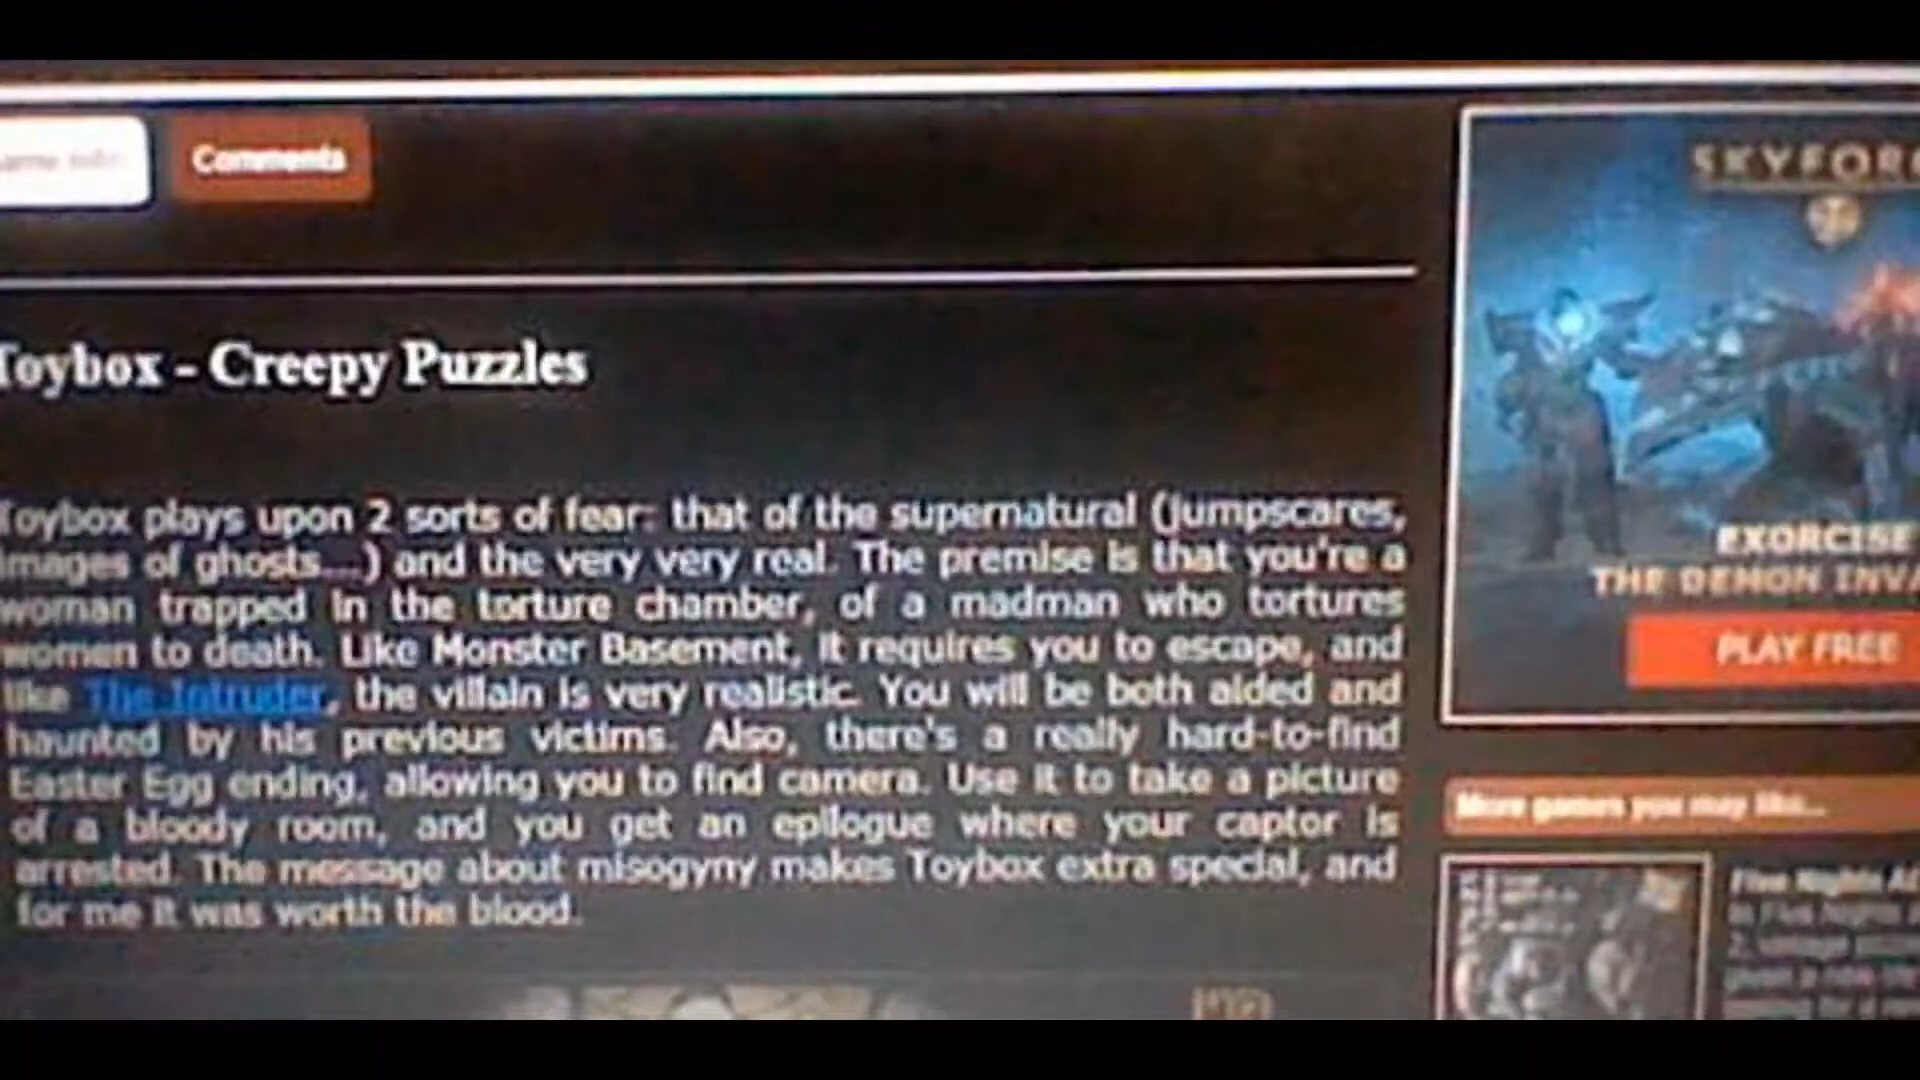 Comments
SKYFORG
Toybox - Creepy Puzzles
Toybox plays upon 2 sorts of fear: that of the supernatural (jumpscares,
images of ghosts...) and the very very real. The premise is that you're a
woman trapped in the torture chamber, of a madman who tortures
women to death. Like Monster Basement, it requires you to escape, and
like The Intruder, the villain is very realistic. You will be both aided and
haunted by his previous victims. Also, there's a really hard-to-find
Easter Egg ending, allowing you to find camera. Use it to take a picture
of a bloody room, and you get an epilogue where your captor is
arrested. The message about misogyny makes Toybox extra special, and
for me it was worth the blood.
EXORCISE
THE DEMON INVA
PLAY FREE
More games you may like...
Five Nights At